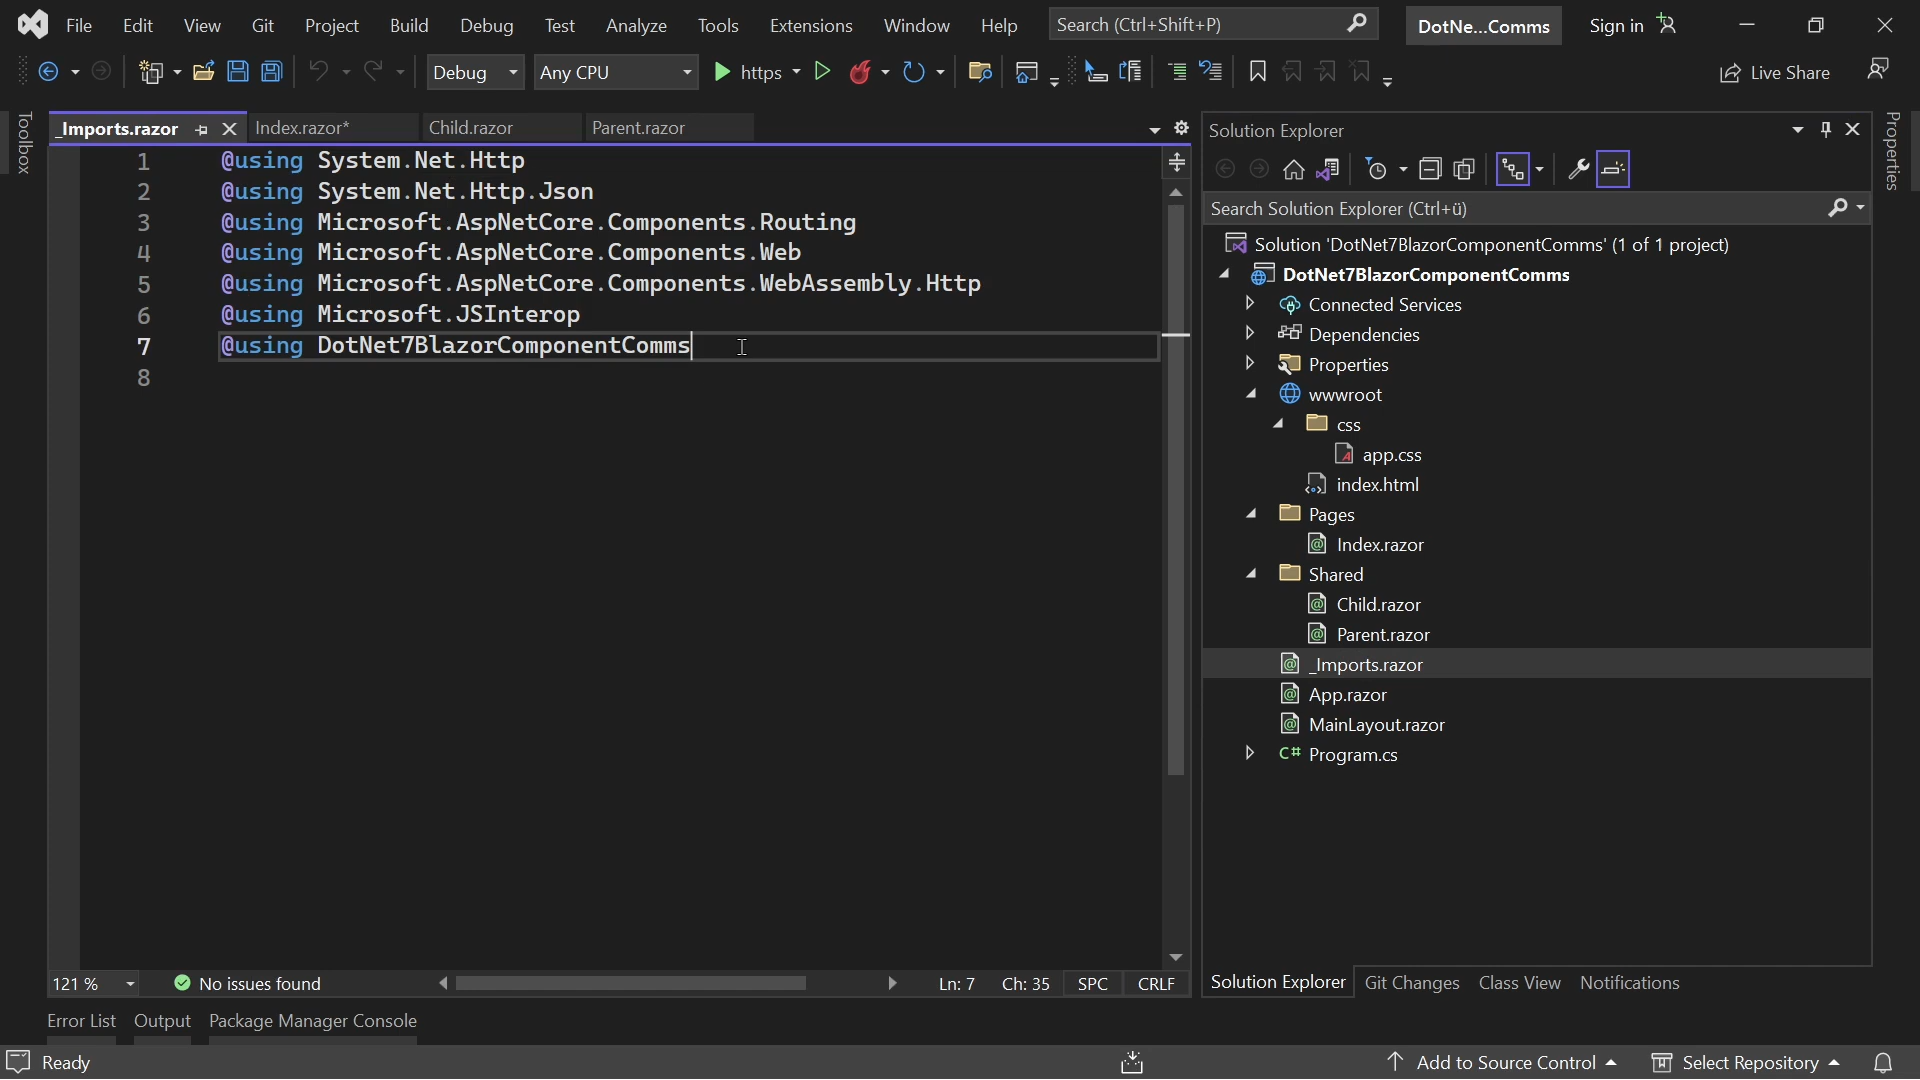 File Edit View Git Project Build Debug Test Analyze Tools Extensions Window Help Search (Ctrl+Shift+P) DotNe...Comms Sign in
Debug Any CPU https Live Share
Toolbox
_Imports.razor Index.razor* Child.razor Parent.razor
1 @using System.Net.Http
2 @using System.Net.Http.Json
3 @using Microsoft.AspNetCore.Components.Routing
4 @using Microsoft.AspNetCore.Components.Web
5 @using Microsoft.AspNetCore.Components.WebAssembly.Http
6 @using Microsoft.JSInterop
7 @using DotNet7BlazorComponentComms
8
121 % No issues found Ln: 7 Ch: 35 SPC CRLF
Solution Explorer
Search Solution Explorer (Ctrl+ü)
Solution 'DotNet7BlazorComponentComms' (1 of 1 project)
DotNet7BlazorComponentComms
Connected Services
Dependencies
Properties
wwwroot
css
app.css
index.html
Pages
Index.razor
Shared
Child.razor
Parent.razor
_Imports.razor
App.razor
MainLayout.razor
C# Program.cs
Solution Explorer Git Changes Class View Notifications
Properties
Error List Output Package Manager Console
Ready Add to Source Control Select Repository